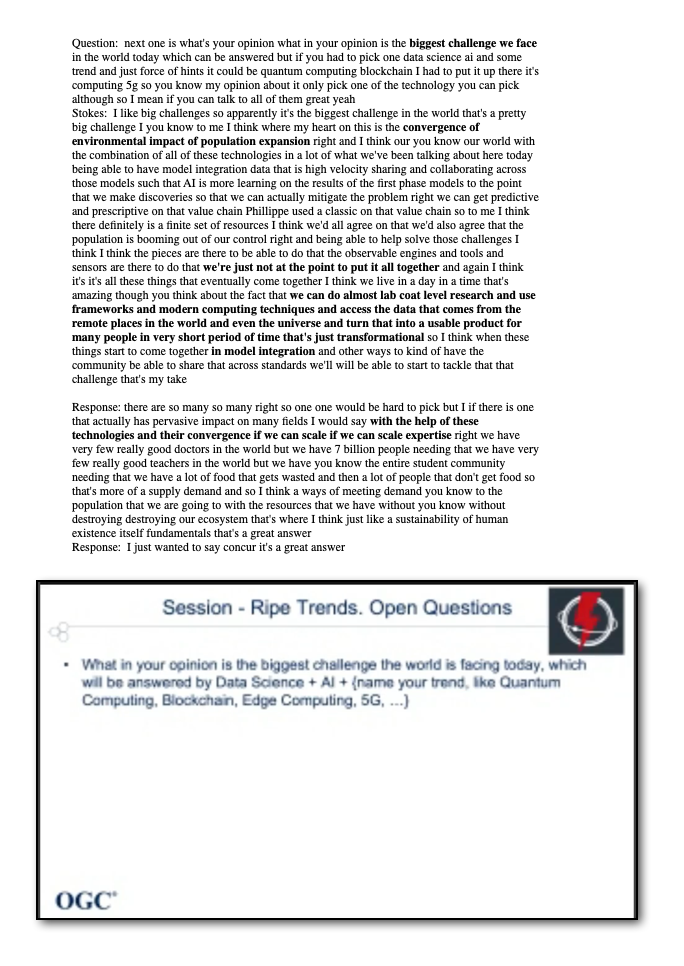 Question:  next one is what's your opinion what in your opinion is the biggest challenge we face
in the world today which can be answered but if you had to pick one data science ai and some
trend and just force of hints it could be quantum computing blockchain I had to put it up there it's
computing 5g so you know my opinion about it only pick one of the technology you can pick
although so I mean if you can talk to all of them great yeah
Stokes:  I like big challenges so apparently it's the biggest challenge in the world that's a pretty
big challenge I you know to me I think where my heart on this is the convergence of
environmental impact of population expansion right and I think our you know our world with
the combination of all of these technologies in a lot of what we've been talking about here today
being able to have model integration data that is high velocity sharing and collaborating across
those models such that AI is more learning on the results of the first phase models to the point
that we make discoveries so that we can actually mitigate the problem right we can get predictive
and prescriptive on that value chain Phillippe used a classic on that value chain so to me I think
there definitely is a finite set of resources I think we'd all agree on that we'd also agree that the
population is booming out of our control right and being able to help solve those challenges I
think I think the pieces are there to be able to do that the observable engines and tools and
sensors are there to do that we're just not at the point to put it all together and again I think
it's it's all these things that eventually come together I think we live in a day in a time that's
amazing though you think about the fact that we can do almost lab coat level research and use
frameworks and modern computing techniques and access the data that comes from the
remote places in the world and even the universe and turn that into a usable product for
many people in very short period of time that's just transformational so I think when these
things start to come together in model integration and other ways to kind of have the
community be able to share that across standards we'll will be able to start to tackle that that
challenge that's my take
Response: there are so many so many right so one one would be hard to pick but I if there is one
that actually has pervasive impact on many fields I would say with the help of these
technologies and their convergence if we can scale if we can scale expertise right we have
very few really good doctors in the world but we have 7 billion people needing that we have very
few really good teachers in the world but we have you know the entire student community
needing that we have a lot of food that gets wasted and then a lot of people that don't get food so
that's more of a supply demand and so I think a ways of meeting demand you know to the
population that we are going to with the resources that we have without you know without
destroying destroying our ecosystem that's where I think just like a sustainability of human
existence itself fundamentals that's a great answer
Response:  I just wanted to say concur it's a great answer
Session - Ripe Trends. Open Questions
• What in your opinion is the biggest challenge the world is facing today, which
will be answered by Data Science + AI + {name your trend, like Quantum
Computing, Blockchain, Edge Computing, 5G, ...}
OGC®